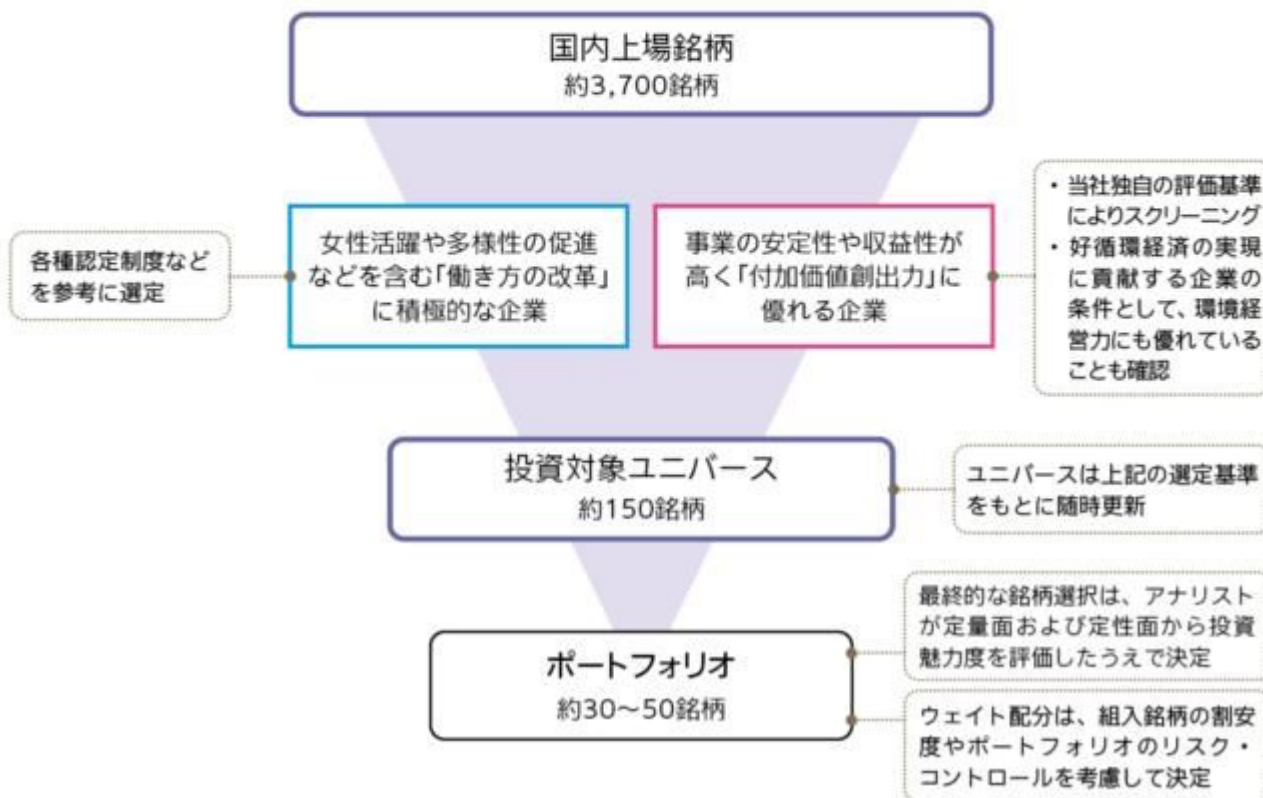 国内上場銘柄
約3,700銘柄
各種認定制度など
を参考に選定
女性活躍や多様性の促進
などを含む「働き方の改革」
に積極的な企業
事業の安定性や収益性が
高く「付加価値創出力」に
優れる企業
・当社独自の評価基準
によりスクリーニング
・好循環経済の実現
に貢献する企業の
条件として、環境経
営力にも優れている
ことも確認
投資対象ユニバース
約150銘柄
ユニバースは上記の選定基準
をもとに随時更新
ポートフォリオ
約30～50銘柄
最終的な銘柄選択は、アナリスト
が定量面および定性面から投資
魅力度を評価したうえで決定
ウェイト配分は、組入銘柄の割安
度やポートフォリオのリスク・
コントロールを考慮して決定